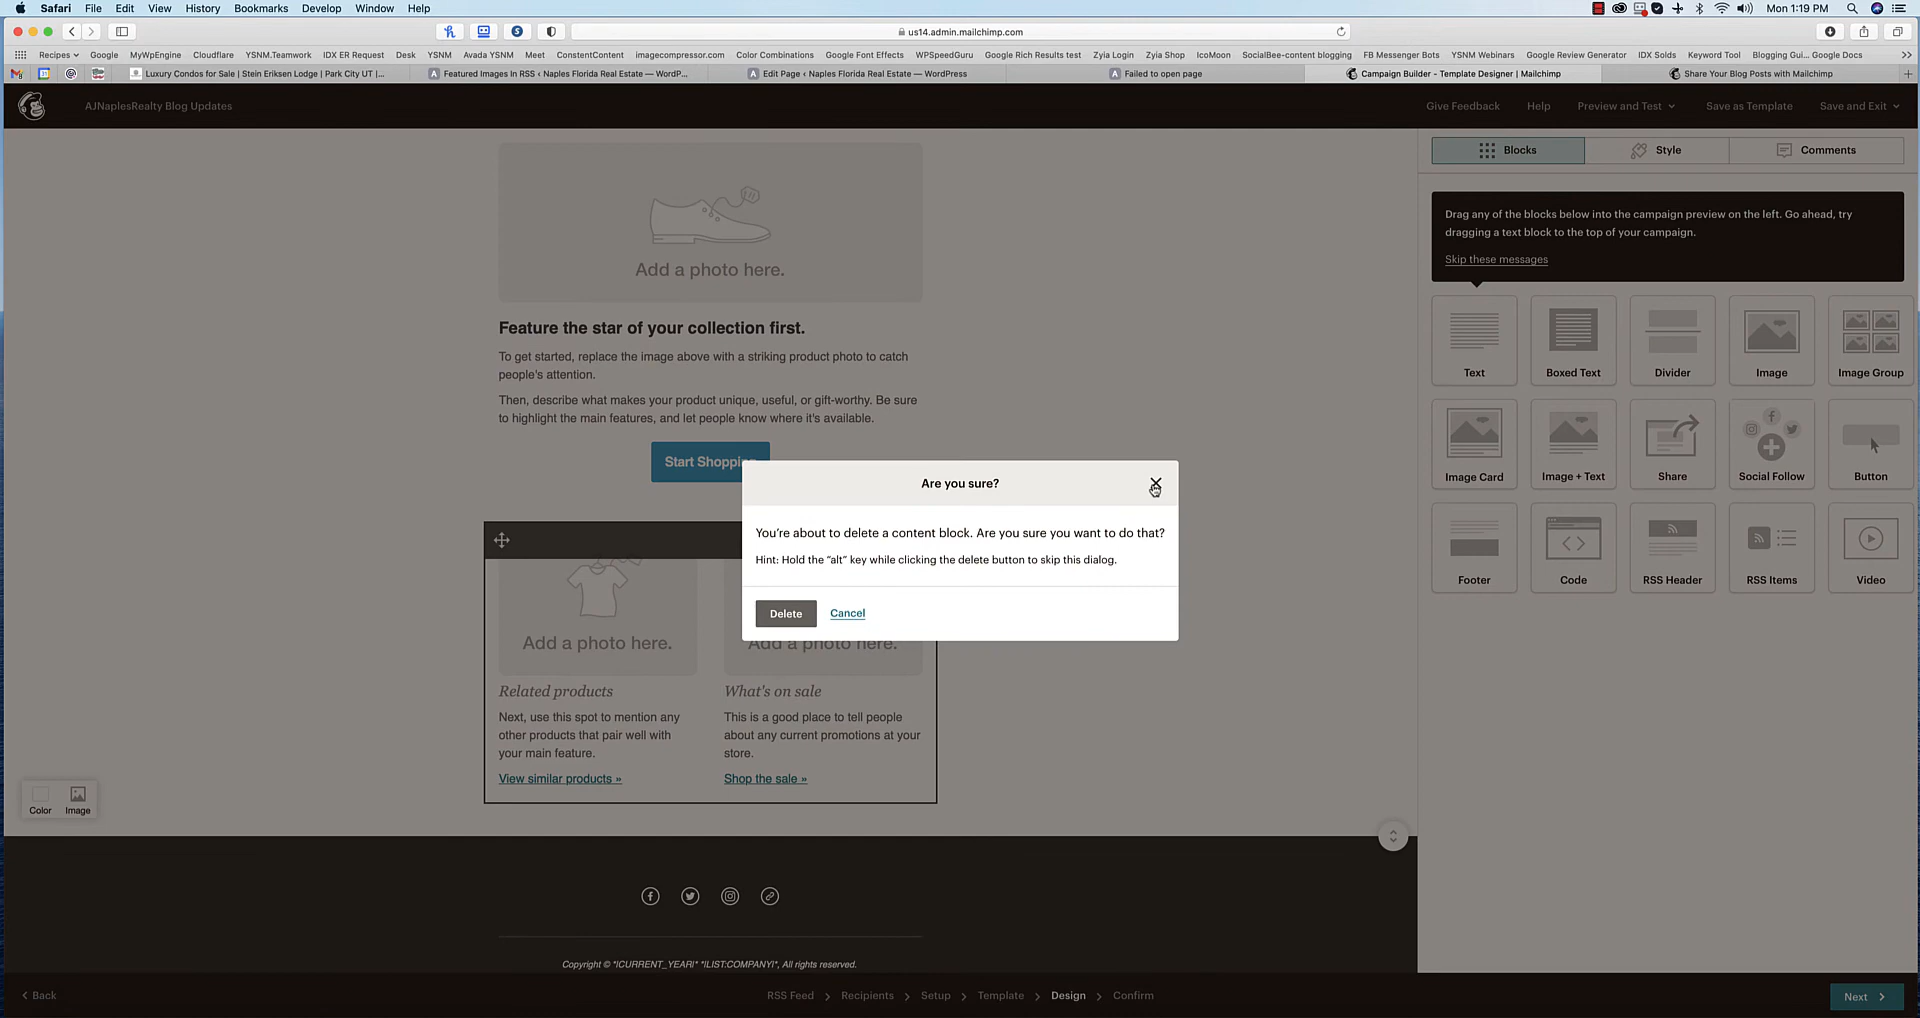 Safari File Edit View History Bookmarks Develop Window Help Mon 1:19 PM
us14.admin.mailchimp.com
Recipes Google MyWpEngine Cloudflare YSNM.Teamwork IDX ER Request Desk YSNM Avada YSNM Meet ConstentContent imagecompressor.com Color Combinations Google Font Effects WPSpeedGuru Google Rich Results test Zyia Login Zyia Shop IcoMoon SocialBee-content blogging FB Messenger Bots YSNM Webinars Google Review Generator IDX Solds Keyword Tool Blogging Gui... Google Docs
Luxury Condos for Sale | Stein Eriksen Lodge | Park City UT |... Featured Images In RSS ‹ Naples Florida Real Estate — WordP... Edit Page ‹ Naples Florida Real Estate — WordPress Failed to open page Campaign Builder - Template Designer | Mailchimp Share Your Blog Posts with Mailchimp
AJNaplesRealty Blog Updates Give Feedback Help Preview and Test Save as Template Save and Exit
Blocks Style Comments
Drag any of the blocks below into the campaign preview on the left. Go ahead, try
dragging a text block to the top of your campaign.
Skip these messages
Add a photo here.
Feature the star of your collection first.
To get started, replace the image above with a striking product photo to catch
people's attention.
Then, describe what makes your product unique, useful, or gift-worthy. Be sure
to highlight the main features, and let people know where it's available.
Start Shopping
Text Boxed Text Divider Image Image Group
Image Card Image + Text Share Social Follow Button
Footer Code RSS Header RSS Items Video
Are you sure?
You're about to delete a content block. Are you sure you want to do that?
Hint: Hold the "alt" key while clicking the delete button to skip this dialog.
Delete Cancel
Add a photo here. Add a photo here.
Related products
Next, use this spot to mention any
other products that pair well with
your main feature.
View similar products »
What's on sale
This is a good place to tell people
about any current promotions at your
store.
Shop the sale »
Color Image
Copyright © *|CURRENT_YEAR|* *|LIST:COMPANY|*, All rights reserved.
Back RSS Feed Recipients Setup Template Design Confirm Next